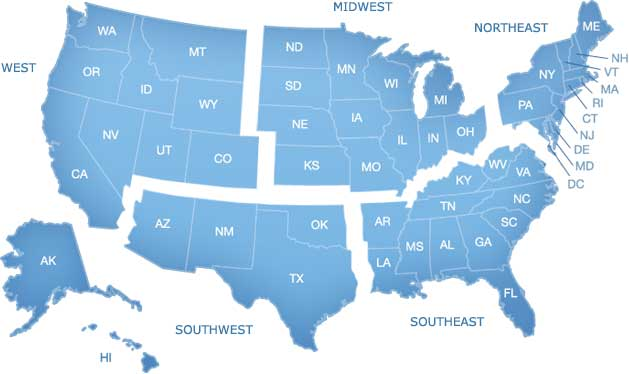 MIDWEST
NORTHEAST
WEST
WA
MT
ND
MN
ME
NH
VT
OR
ID
SD
WI
MI
NY
MA
RI
WY
PA
CT
NV
NE
IA
OH
NJ
UT
CO
IL
IN
DE
KS
MO
MD
CA
WV
VA
KY
DC
TN
NC
AZ
NM
OK
AR
SC
MS
AL
GA
AK
TX
LA
FL
SOUTHWEST
SOUTHEAST
HI